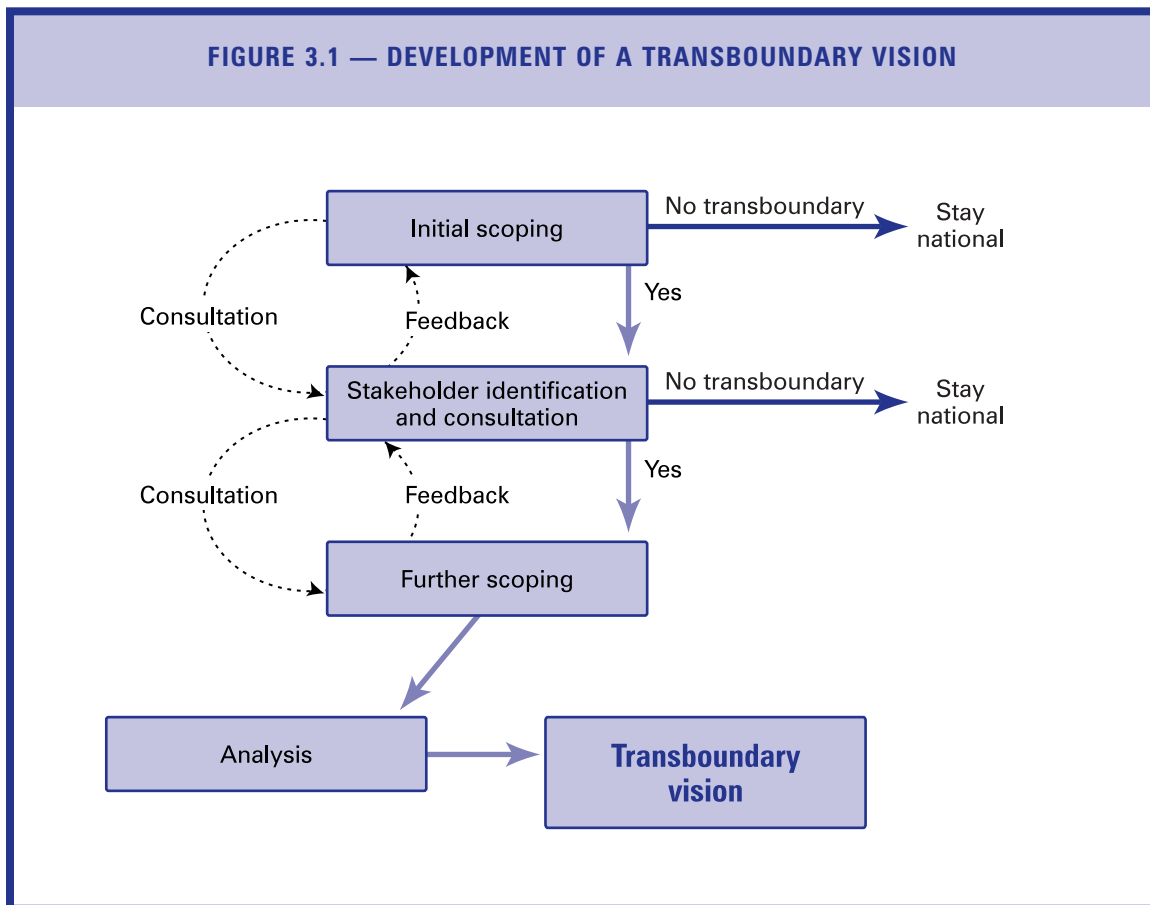 FIGURE 3.1 — DEVELOPMENT OF A TRANSBOUNDARY VISION
Initial scoping
No transboundary
Stay
national
Yes
Consultation
Feedback
Stakeholder identification
and consultation
No transboundary
Stay
national
Yes
Consultation
Feedback
Further scoping
Analysis
Transboundary
vision